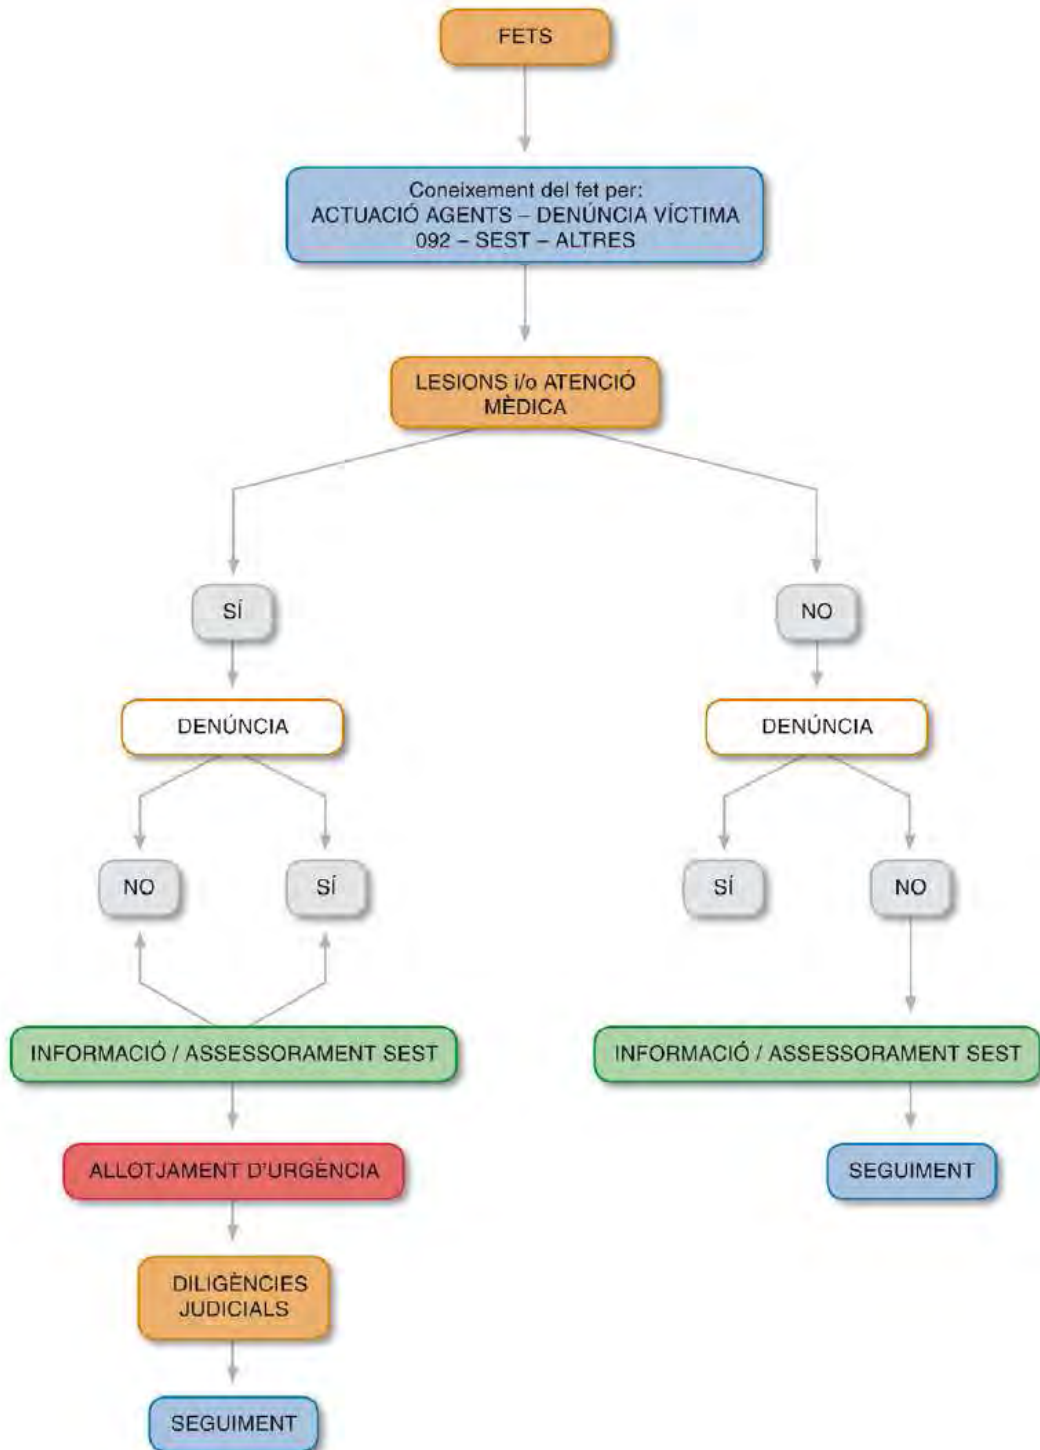 FETS
Coneixement del fet per:
ACTUACIÓ AGENTS – DENÚNCIA VÍCTIMA
092 – SEST – ALTRES
LESIONS i/o ATENCIÓ
MÈDICA
SÍ
NO
DENÚNCIA
DENÚNCIA
NO
SÍ
SÍ
NO
INFORMACIÓ / ASSESSORAMENT SEST
INFORMACIÓ / ASSESSORAMENT SEST
ALLOTJAMENT D'URGÈNCIA
SEGUIMENT
DILIGÈNCIES
JUDICIALS
SEGUIMENT